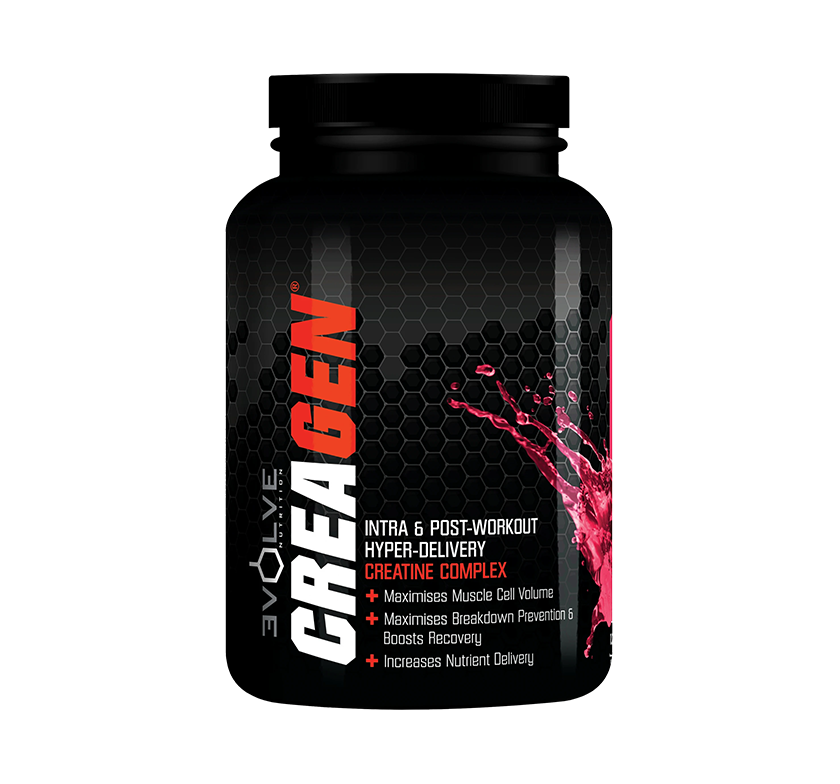 EVOLVE
NUTRITION
CREAGEN®
INTRA & POST-WORKOUT
HYPER-DELIVERY
CREATINE COMPLEX
+ Maximises Muscle Cell Volume
+ Maximises Breakdown Prevention &
Boosts Recovery
+ Increases Nutrient Delivery